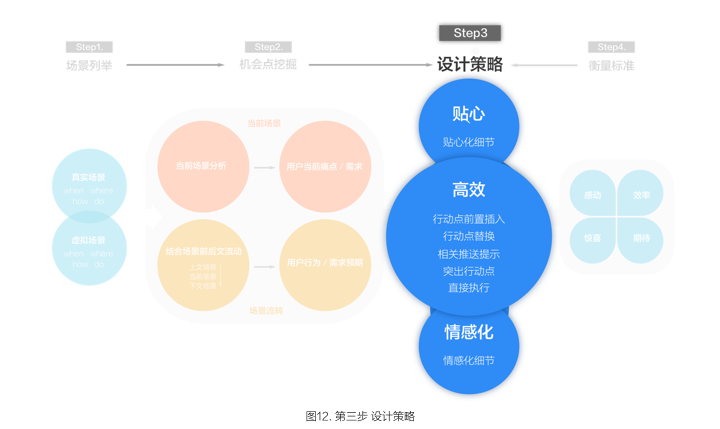 Step1.
场景列举
Step2.
机会点挖掘
Step3
设计策略
Step4.
衡量标准
当前场景
当前场景分析
用户当前痛点 / 需求
真实场景
when where
how do
虚拟场景
when where
how do
结合场景前后文流动
上文场景
当前场景
下文场景
用户行为 / 需求预期
场景流转
贴心
贴心化细节
高效
行动点前置插入
行动点替换
相关推送提示
突出行动点
直接执行
情感化
情感化细节
感动
效率
惊喜
期待
图12. 第三步 设计策略